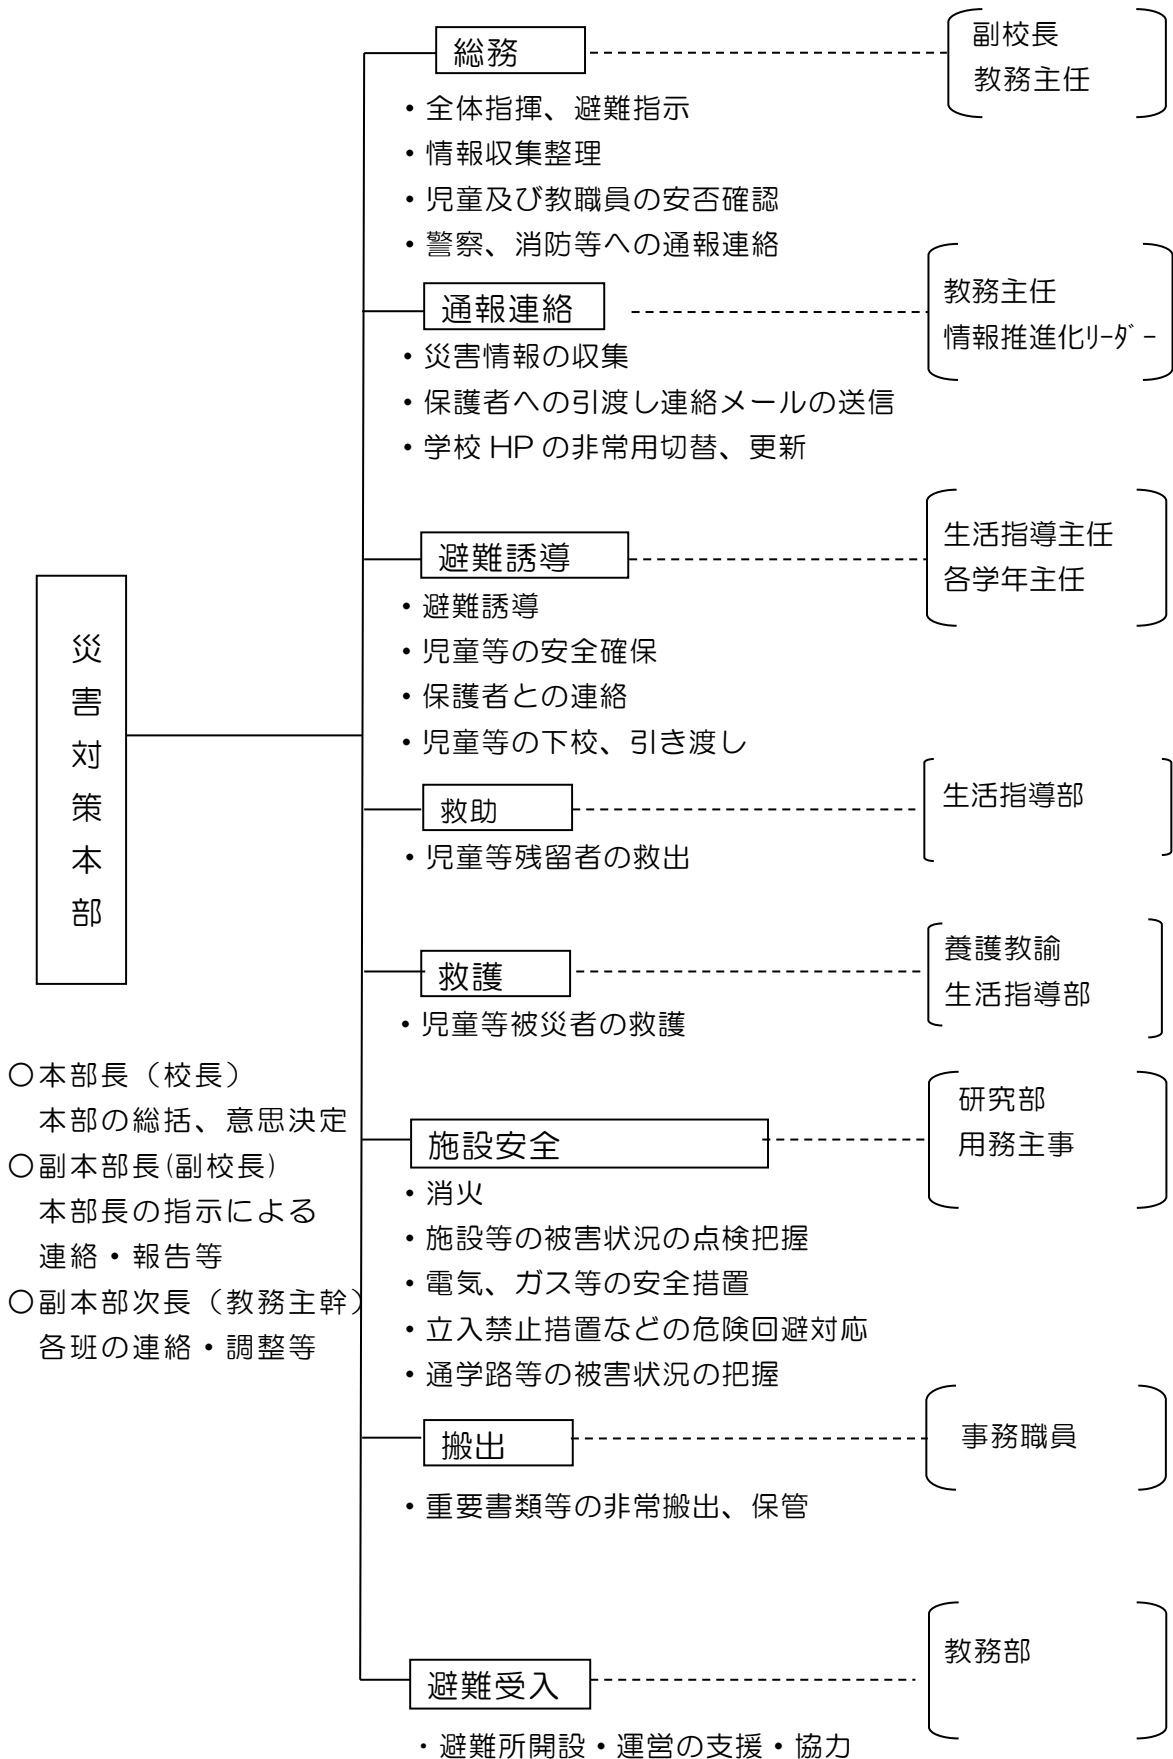 総務
副校長
教務主任
・全体指揮、避難指示
・情報収集整理
・児童及び教職員の安否確認
・警察、消防等への通報連絡
通報連絡
教務主任
情報推進化ﾘｰﾀﾞｰ
・災害情報の収集
・保護者への引渡し連絡メールの送信
・学校 HP の非常用切替、更新
避難誘導
生活指導主任
各学年主任
・避難誘導
・児童等の安全確保
・保護者との連絡
・児童等の下校、引き渡し
災害対策本部
救助
生活指導部
・児童等残留者の救出
救護
養護教諭
生活指導部
・児童等被災者の救護
〇本部長（校長）
本部の総括、意思決定
〇副本部長(副校長)
本部長の指示による
連絡・報告等
〇副本部次長（教務主幹）
各班の連絡・調整等
施設安全
研究部
用務主事
・消火
・施設等の被害状況の点検把握
・電気、ガス等の安全措置
・立入禁止措置などの危険回避対応
・通学路等の被害状況の把握
搬出
事務職員
・重要書類等の非常搬出、保管
避難受入
教務部
・避難所開設・運営の支援・協力